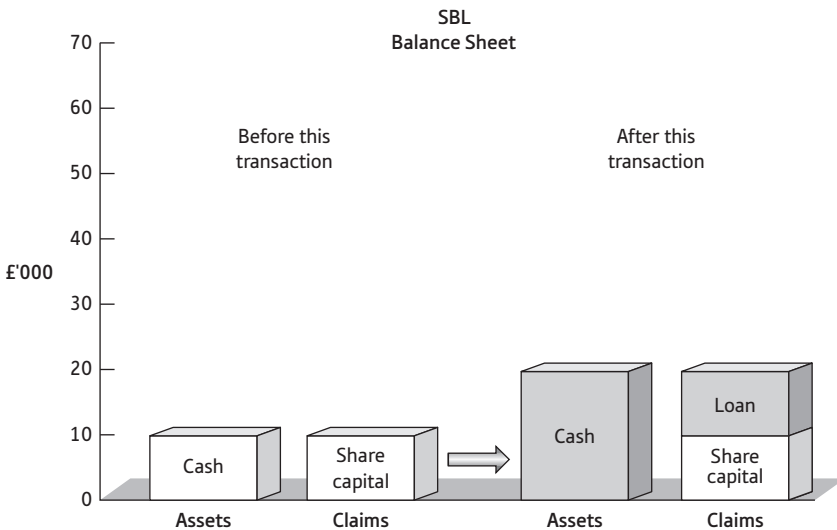 SBL
Balance Sheet
70
60
50
40
30
20
10
0
£'000
Before this
transaction
After this
transaction
Cash
Share
capital
Cash
Loan
Share
capital
Assets
Claims
Assets
Claims